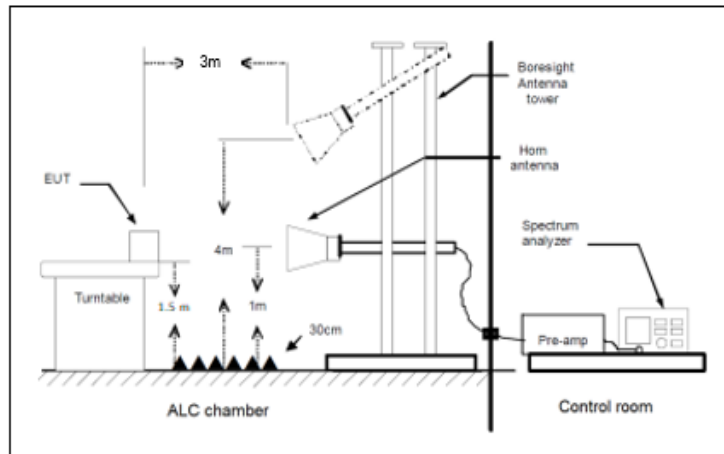 3m
Boresight
Antenna
tower
Horn
antenna
EUT
Spectrum
analyzer
4m
Turntable
1.5 m
1m
30cm
Pre-amp
ALC chamber
Control room